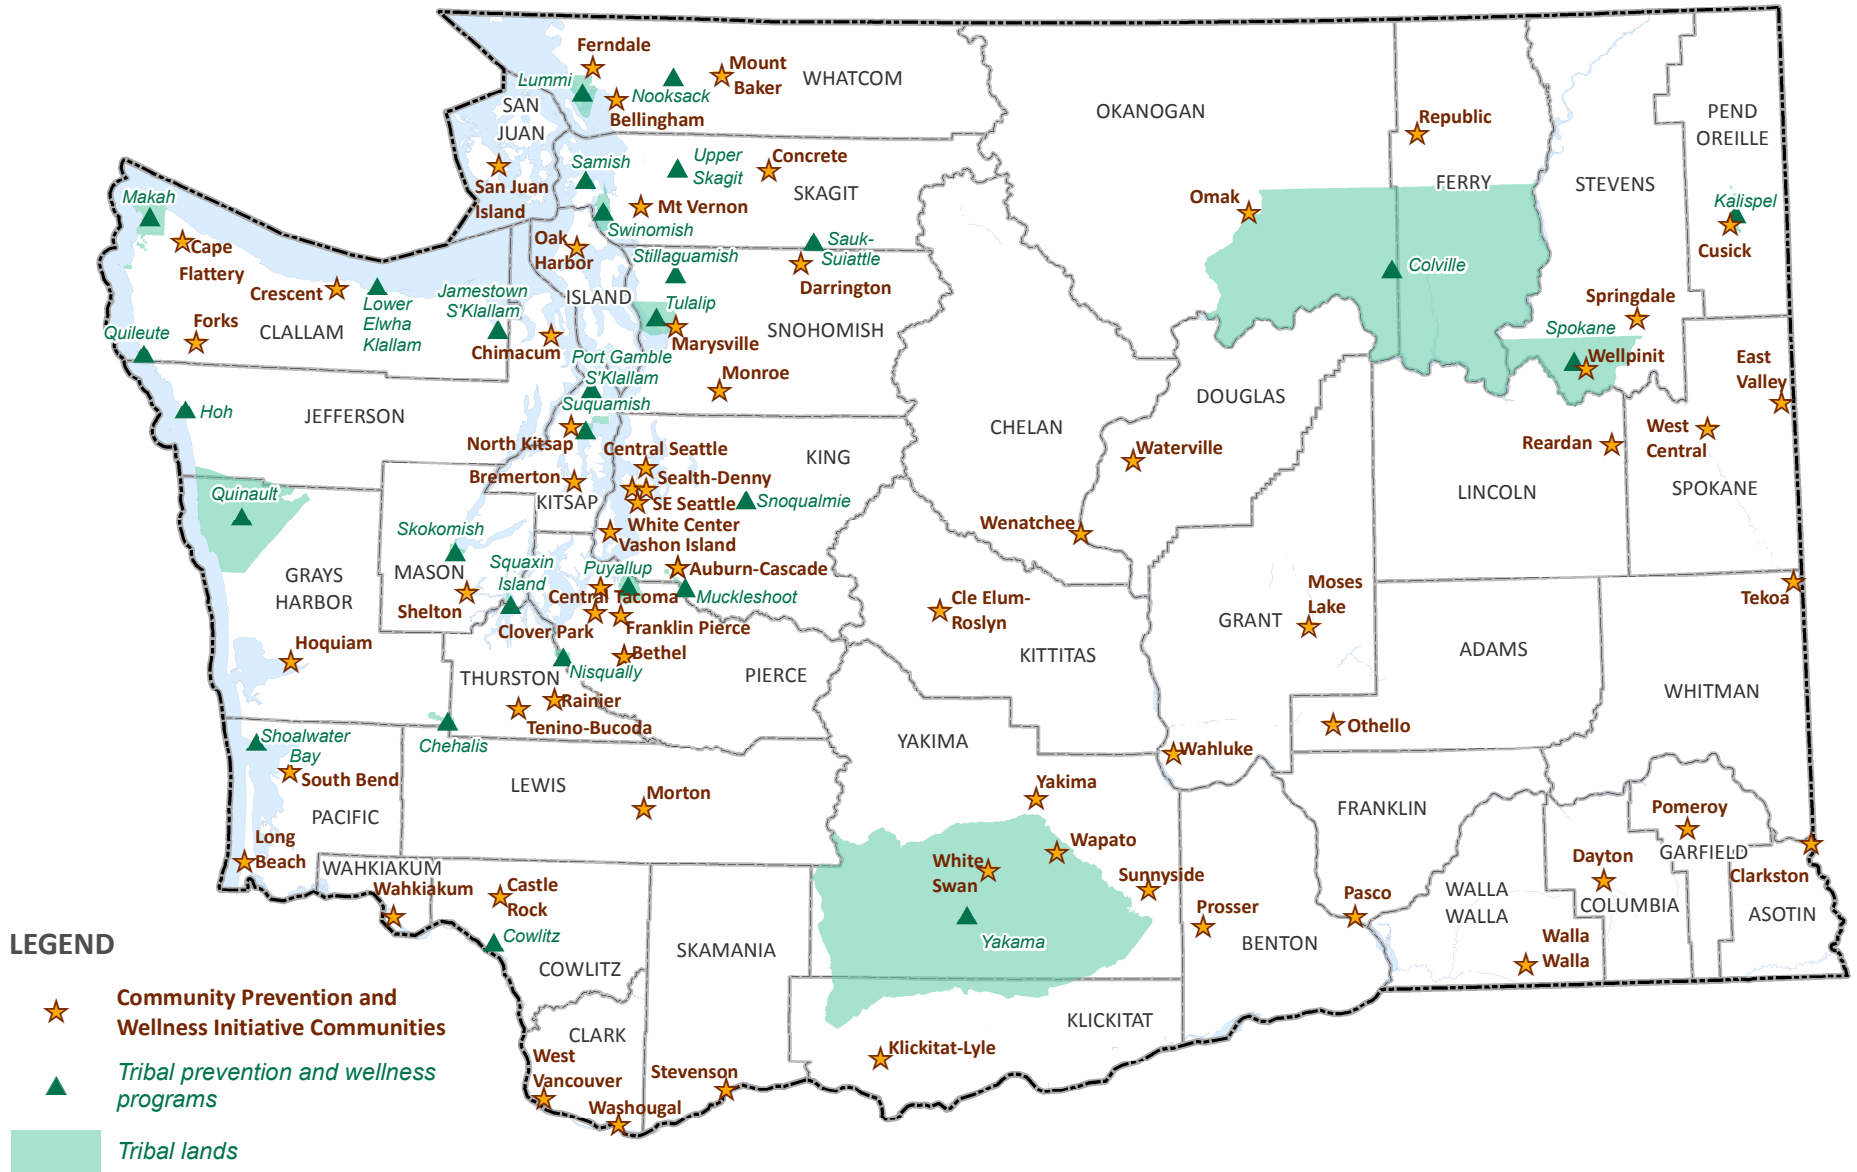 Ferndale
Lummi
Nooksack
Mount
Baker
WHATCOM
Bellingham
SAN
JUAN
San Juan
Island
Samish
Upper
Skagit
Concrete
SKAGIT
Mt Vernon
Swinomish
Oak
Harbor
Stillaguamish
Sauk-
Suiattle
Darrington
ISLAND
Tulalip
SNOHOMISH
Marysville
Monroe
Makah
Cape
Flattery
Crescent
Forks
CLALLAM
Lower
Elwha
Klallam
Jamestown
S'Klallam
Chimacum
Quileute
Port Gamble
S'Klallam
Suquamish
Hoh
JEFFERSON
North Kitsap
Bremerton
KITSAP
Central Seattle
KING
Sealth-Denny
SE Seattle
Snoqualmie
White Center
Vashon Island
Quinault
Skokomish
MASON
Squaxin
Island
Shelton
Puyallup
Auburn-Cascade
Muckleshoot
Central Tacoma
Clover Park
Franklin Pierce
Bethel
PIERCE
Nisqually
GRAYS
HARBOR
Hoquiam
THURSTON
Rainier
Tenino-Bucoda
Chehalis
Shoalwater
Bay
South Bend
PACIFIC
Long
Beach
LEWIS
Morton
WAHKIAKUM
Wahkiakum
Castle
Rock
Cowlitz
COWLITZ
CLARK
West
Vancouver
Washougal
Stevenson
SKAMANIA
OKANOGAN
Omak
Republic
FERRY
Colville
STEVENS
PEND
OREILLE
Kalispel
Cusick
Springdale
Spokane
Wellpinit
East
Valley
West
Central
SPOKANE
Reardan
LINCOLN
DOUGLAS
CHELAN
Waterville
Wenatchee
Cle Elum-
Roslyn
KITTITAS
GRANT
Moses
Lake
ADAMS
Tekoa
WHITMAN
Othello
Wahluke
YAKIMA
Yakima
Wapato
White
Swan
Sunnyside
Yakama
Prosser
BENTON
FRANKLIN
Pasco
WALLA
WALLA
Walla
Walla
Dayton
COLUMBIA
Pomeroy
GARFIELD
Clarkston
ASOTIN
KLICKITAT
Klickitat-Lyle
LEGEND
Community Prevention and
Wellness Initiative Communities
Tribal prevention and wellness
programs
Tribal lands